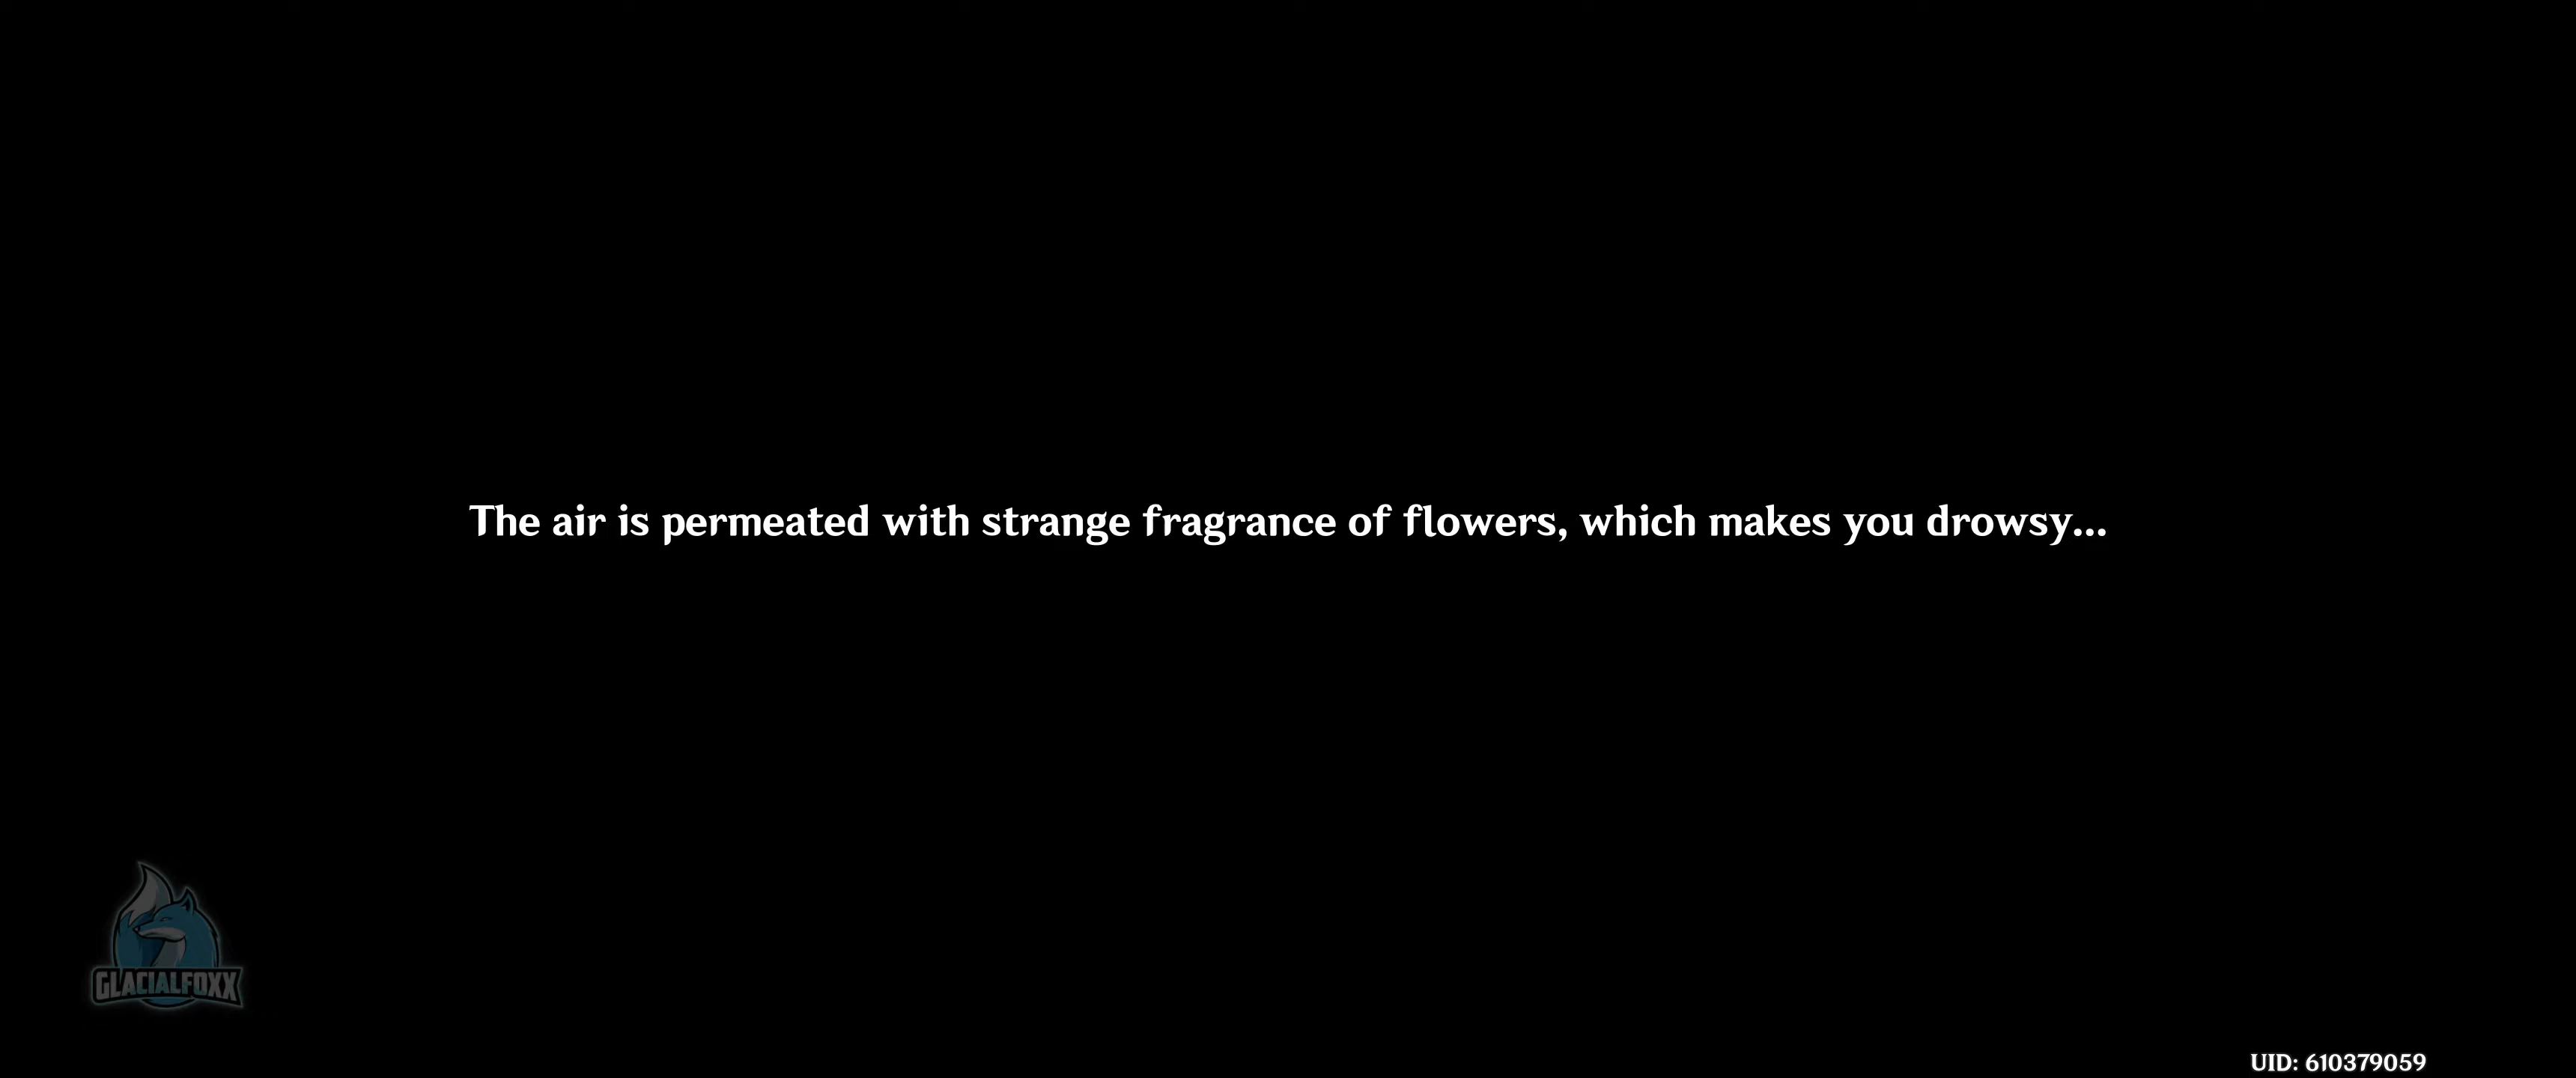 The air is permeated with strange fragrance of flowers, which makes you drowsy...
GLACIALFOXX
UID: 610379059